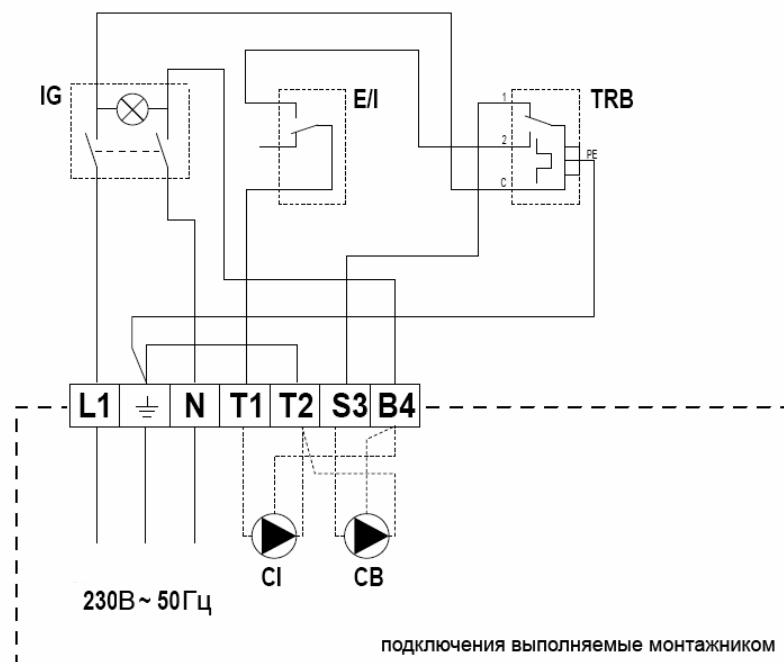 IG
E/I
TRB
1
2
C
PE
L1 N T1 T2 S3 B4
CI
CB
230В ~ 50Гц
подключения выполняемые монтажником